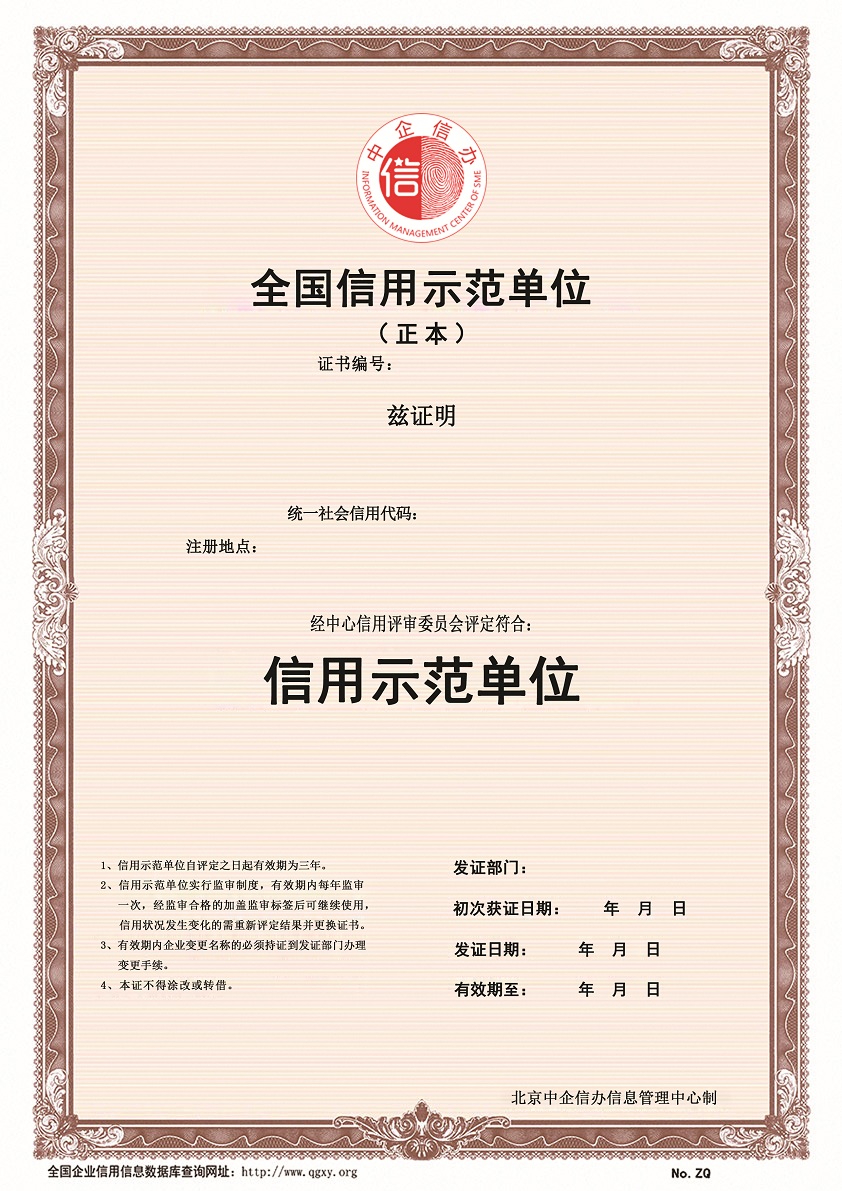 中企信办
INFORMATION MANAGEMENT CENTER OF SME
信
全国信用示范单位
（正本）
证书编号：
兹证明
统一社会信用代码：
注册地点：
经中心信用评审委员会评定符合：
信用示范单位
1、信用示范单位自评定之日起有效期为三年。
2、信用示范单位实行监审制度，有效期内每年监审
一次，经监审合格的加盖监审标签后可继续使用，
信用状况发生变化的需重新评定结果并更换证书。
3、有效期内企业变更名称的必须持证到发证部门办理
变更手续。
4、本证不得涂改或转借。
发证部门：
初次获证日期： 年 月 日
发证日期： 年 月 日
有效期至： 年 月 日
北京中企信办信息管理中心制
全国企业信用信息数据库查询网址：http://www.qgxy.org
No. ZQ